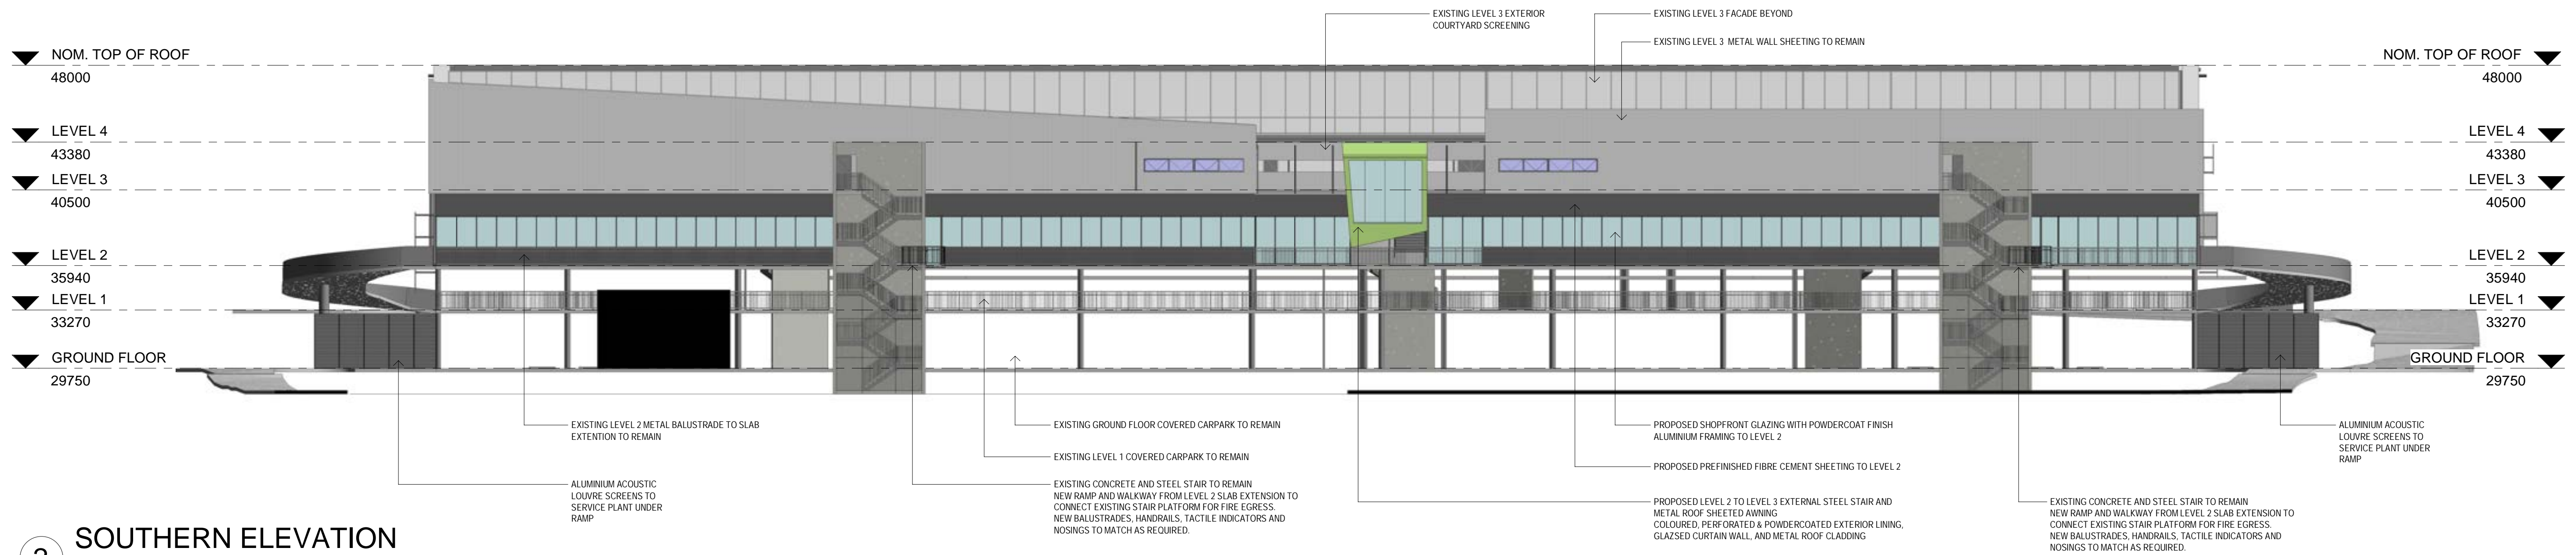 EXISTING LEVEL 3 EXTERIOR
COURTYARD SCREENING
EXISTING LEVEL 3 FACADE BEYOND
EXISTING LEVEL 3 METAL WALL SHEETING TO REMAIN
NOM. TOP OF ROOF
48000
LEVEL 4
43380
LEVEL 3
40500
LEVEL 2
35940
LEVEL 1
33270
GROUND FLOOR
29750
NOM. TOP OF ROOF
48000
LEVEL 4
43380
LEVEL 3
40500
LEVEL 2
35940
LEVEL 1
33270
GROUND FLOOR
29750
EXISTING LEVEL 2 METAL BALUSTRADE TO SLAB
EXTENTION TO REMAIN
ALUMINIUM ACOUSTIC
LOUVRE SCREENS TO
SERVICE PLANT UNDER
RAMP
EXISTING GROUND FLOOR COVERED CARPARK TO REMAIN
EXISTING LEVEL 1 COVERED CARPARK TO REMAIN
EXISTING CONCRETE AND STEEL STAIR TO REMAIN
NEW RAMP AND WALKWAY FROM LEVEL 2 SLAB EXTENSION TO
CONNECT EXISTING STAIR PLATFORM FOR FIRE EGRESS.
NEW BALUSTRADES, HANDRAILS, TACTILE INDICATORS AND
NOSINGS TO MATCH AS REQUIRED.
PROPOSED SHOPFRONT GLAZING WITH POWDERCOAT FINISH
ALUMINIUM FRAMING TO LEVEL 2
PROPOSED PREFINISHED FIBRE CEMENT SHEETING TO LEVEL 2
PROPOSED LEVEL 2 TO LEVEL 3 EXTERNAL STEEL STAIR AND
METAL ROOF SHEETED AWNING
COLOURED, PERFORATED & POWDERCOATED EXTERIOR LINING,
GLAZSED CURTAIN WALL, AND METAL ROOF CLADDING
ALUMINIUM ACOUSTIC
LOUVRE SCREENS TO
SERVICE PLANT UNDER
RAMP
EXISTING CONCRETE AND STEEL STAIR TO REMAIN
NEW RAMP AND WALKWAY FROM LEVEL 2 SLAB EXTENSION TO
CONNECT EXISTING STAIR PLATFORM FOR FIRE EGRESS.
NEW BALUSTRADES, HANDRAILS, TACTILE INDICATORS AND
NOSINGS TO MATCH AS REQUIRED.
SOUTHERN ELEVATION